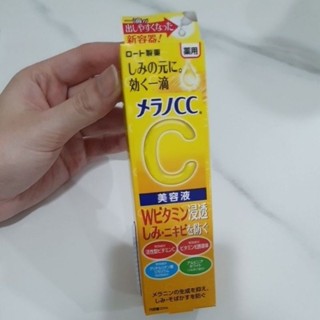 出しやすくなった
新容器!
ロート製薬
薬用
しみの元に。
効く一滴
メラノCC
C
美容液
Wビタミン浸透
しみ・ニキビを防ぐ
メラニンの生成を抑え、
しみ・そばかすを防ぐ